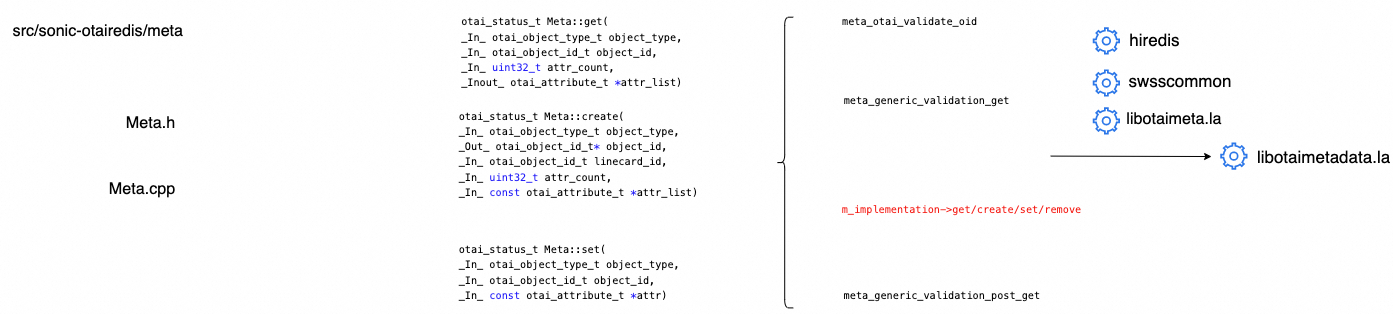 src/sonic-otairedis/meta
Meta.h
Meta.cpp
otai_status_t Meta::get(
_In_ otai_object_type_t object_type,
_In_ otai_object_id_t object_id,
_In_ uint32_t attr_count,
_Inout_ otai_attribute_t *attr_list)
otai_status_t Meta::create(
_In_ otai_object_type_t object_type,
_Out_ otai_object_id_t* object_id,
_In_ otai_object_id_t linecard_id,
_In_ uint32_t attr_count,
_In_ const otai_attribute_t *attr_list)
otai_status_t Meta::set(
_In_ otai_object_type_t object_type,
_In_ otai_object_id_t object_id,
_In_ const otai_attribute_t *attr)
meta_otai_validate_oid
meta_generic_validation_get
m_implementation->get/create/set/remove
meta_generic_validation_post_get
hiredis
swsscommon
libotaimeta.la
libotaimetadata.la